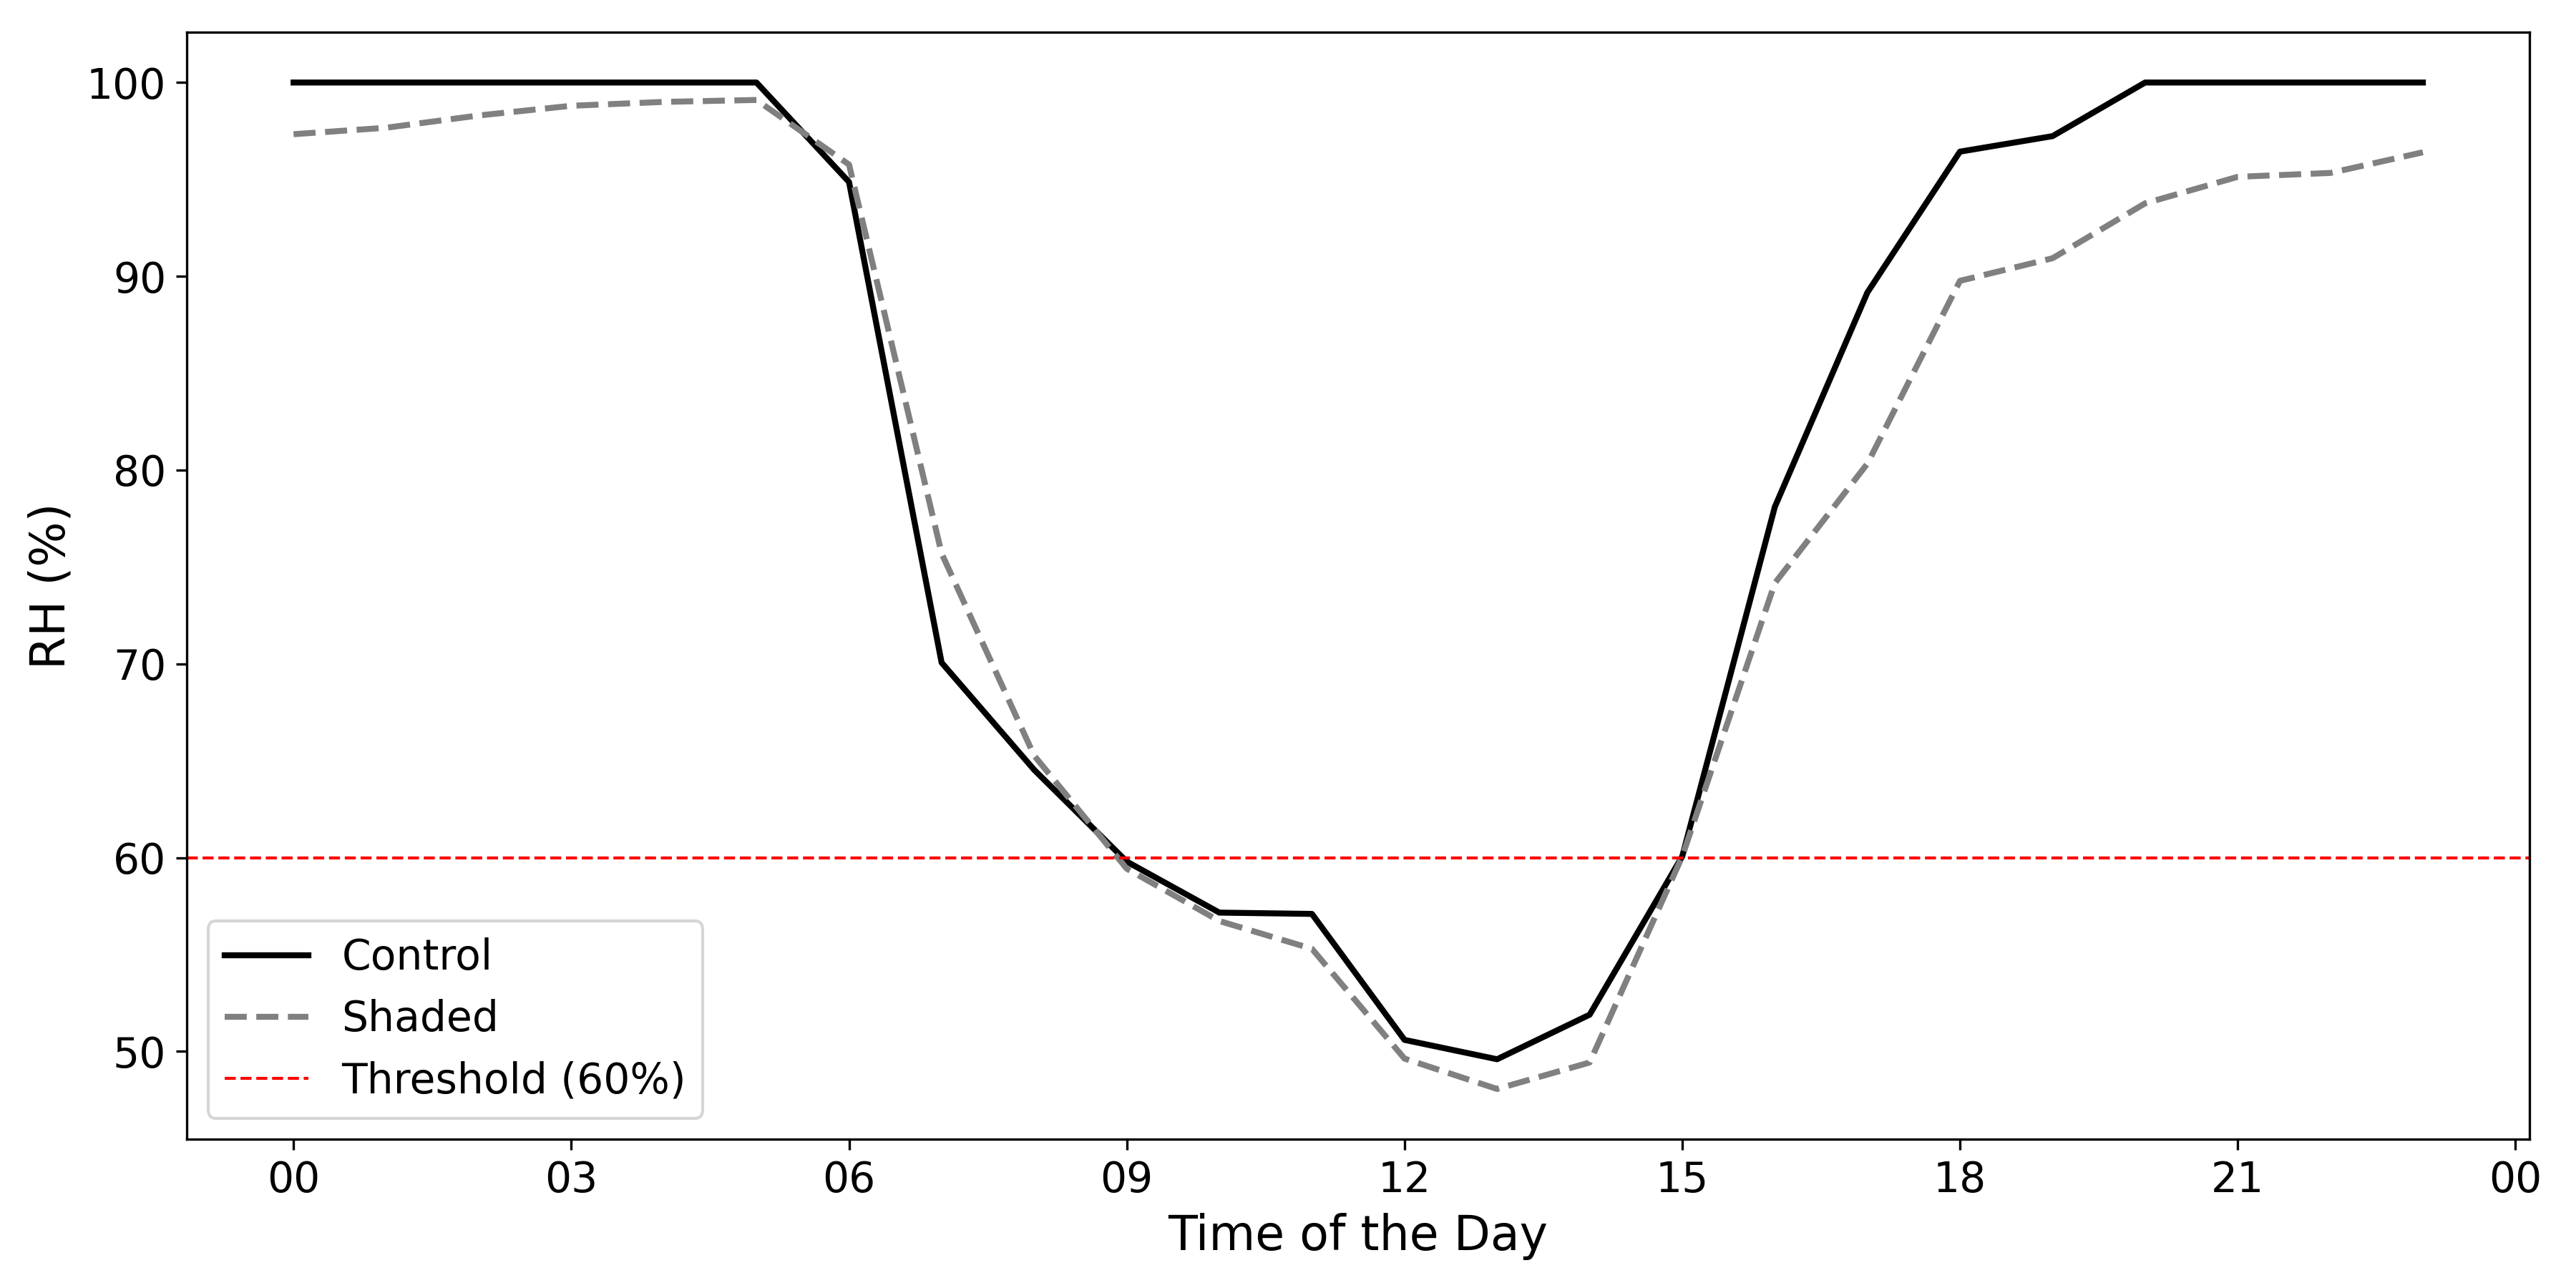 100
90
80
70
60
50
RH (%)
Control
Shaded
Threshold (60%)
00 03 06 09 12 15 18 21 00
Time of the Day